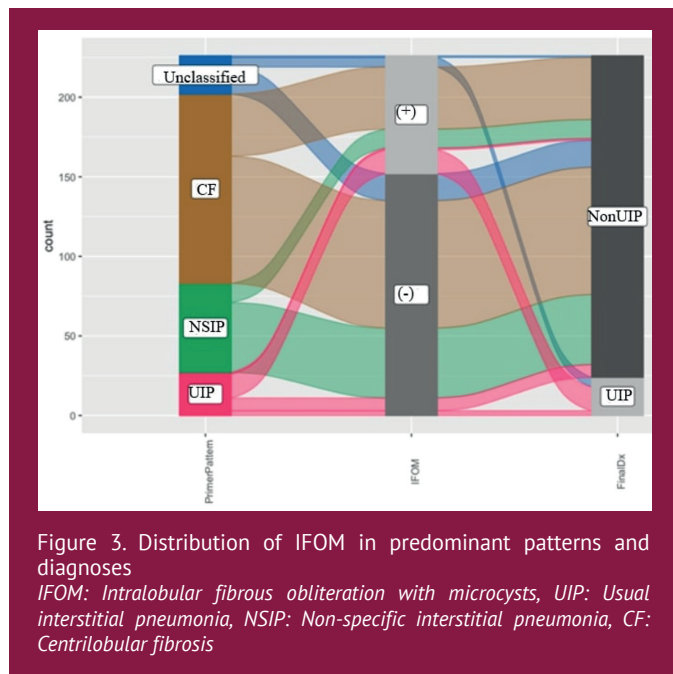 count
200
150
100
50
0
Unclassified
CF
NSIP
UIP
(+)
(-)
NonUIP
UIP
PrimerPattern
IFOM
FinalDx
Figure 3. Distribution of IFOM in predominant patterns and
diagnoses
IFOM: Intralobular fibrous obliteration with microcysts, UIP: Usual
interstitial pneumonia, NSIP: Non-specific interstitial pneumonia, CF:
Centrilobular fibrosis